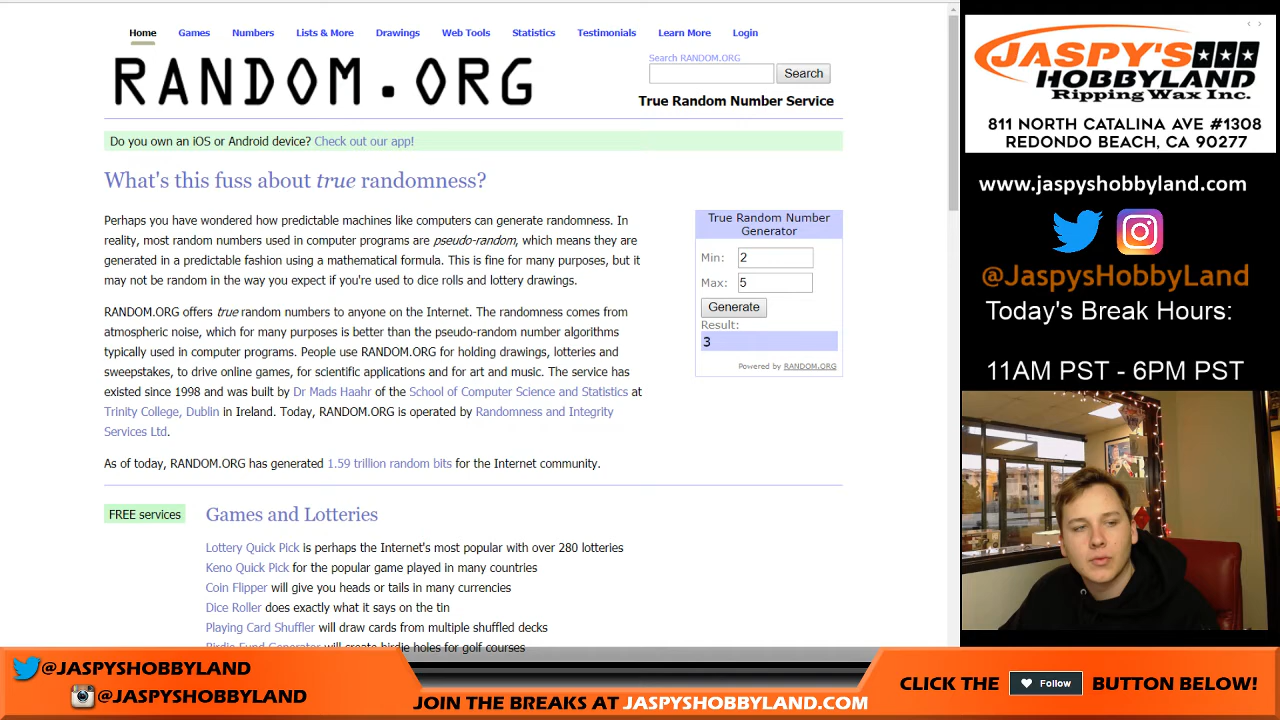 Home Games Numbers Lists & More Drawings Web Tools Statistics Testimonials Learn More Login
RANDOM.ORG
Search RANDOM.ORG
Search
True Random Number Service
Do you own an iOS or Android device? Check out our app!
What's this fuss about true randomness?
Perhaps you have wondered how predictable machines like computers can generate randomness. In
reality, most random numbers used in computer programs are pseudo-random, which means they are
generated in a predictable fashion using a mathematical formula. This is fine for many purposes, but it
may not be random in the way you expect if you're used to dice rolls and lottery drawings.
RANDOM.ORG offers true random numbers to anyone on the Internet. The randomness comes from
atmospheric noise, which for many purposes is better than the pseudo-random number algorithms
typically used in computer programs. People use RANDOM.ORG for holding drawings, lotteries and
sweepstakes, to drive online games, for scientific applications and for art and music. The service has
existed since 1998 and was built by Dr Mads Haahr of the School of Computer Science and Statistics at
Trinity College, Dublin in Ireland. Today, RANDOM.ORG is operated by Randomness and Integrity
Services Ltd.
As of today, RANDOM.ORG has generated 1.59 trillion random bits for the Internet community.
True Random Number
Generator
Min: 2
Max: 5
Generate
Result:
3
Powered by RANDOM.ORG
FREE services
Games and Lotteries
Lottery Quick Pick is perhaps the Internet's most popular with over 280 lotteries
Keno Quick Pick for the popular game played in many countries
Coin Flipper will give you heads or tails in many currencies
Dice Roller does exactly what it says on the tin
Playing Card Shuffler will draw cards from multiple shuffled decks
Birdie Fund Generator will create birdie holes for golf courses
JASPY'S
HOBBYLAND
Ripping Wax Inc.
811 NORTH CATALINA AVE #1308
REDONDO BEACH, CA 90277
www.jaspyshobbyland.com
@JaspysHobbyLand
Today's Break Hours:
11AM PST - 6PM PST
@JASPYSHOBBYLAND
@JASPYSHOBBYLAND
JOIN THE BREAKS AT JASPYSHOBBYLAND.COM
CLICK THE Follow BUTTON BELOW!